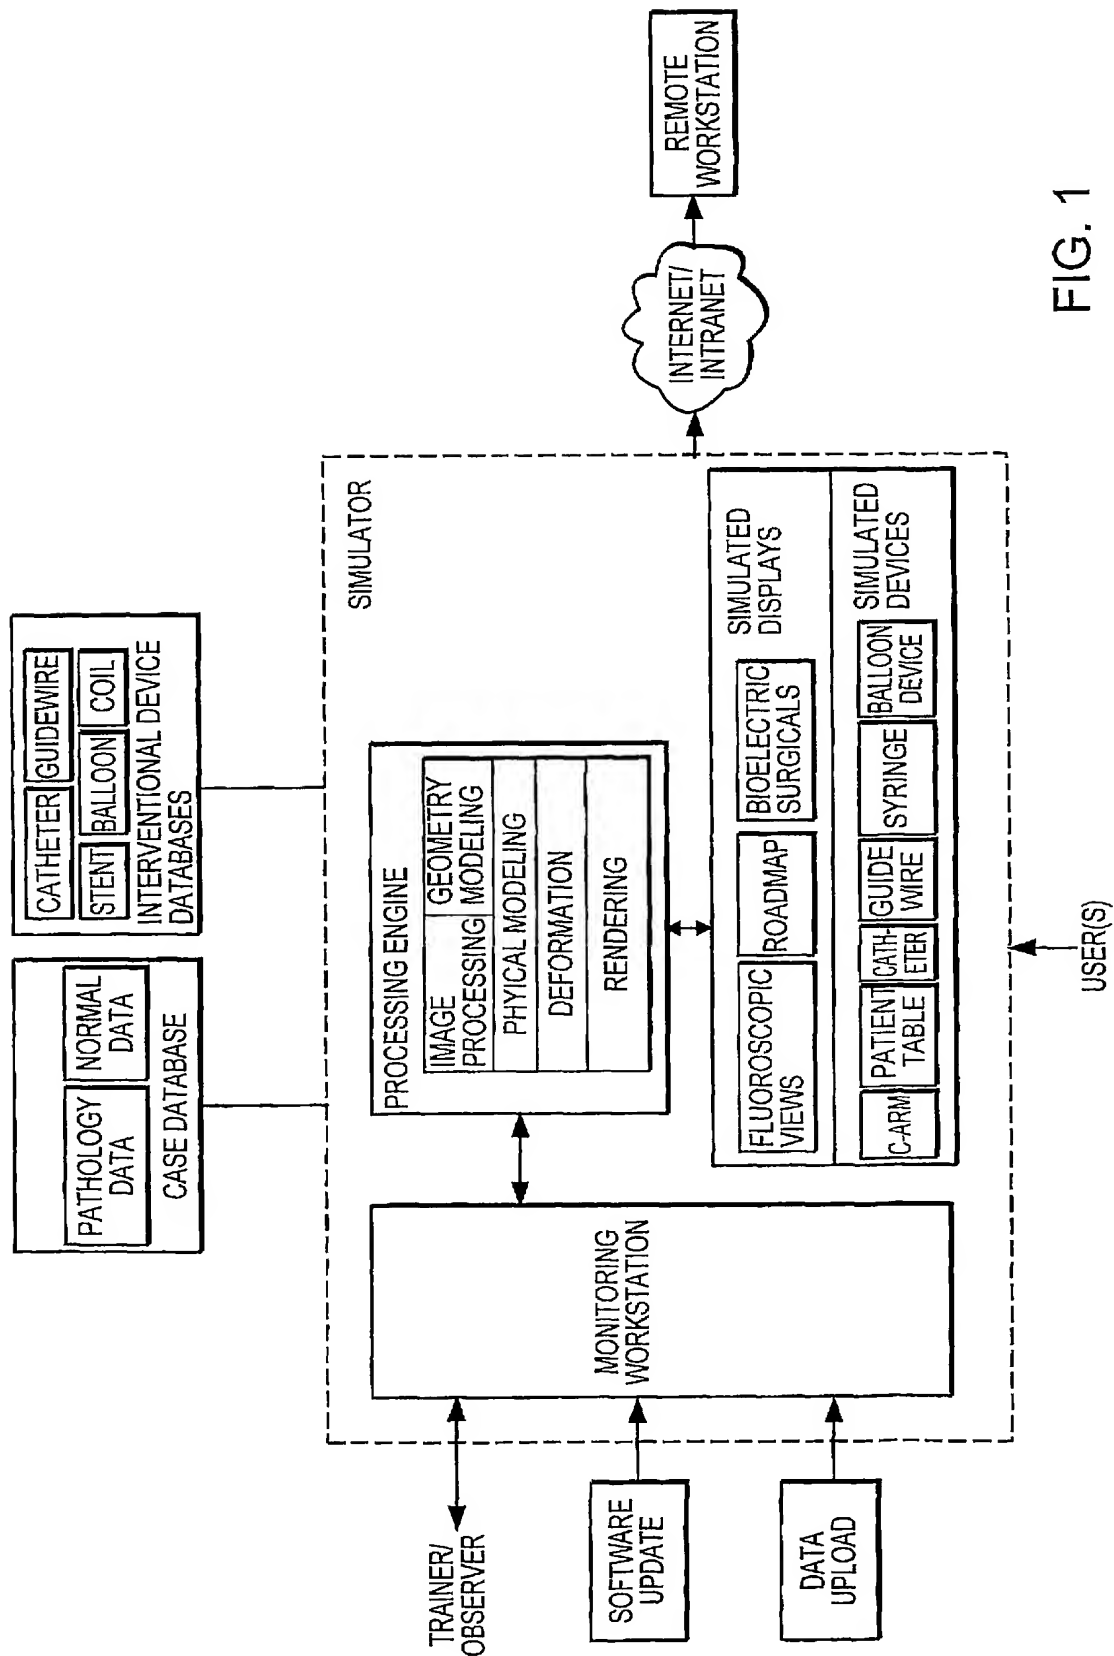 PATHOLOGY
DATA
NORMAL
DATA
CASE DATABASE
CATHETER
GUIDEWIRE
STENT
BALLOON
COIL
INTERVENTIONAL DEVICE
DATABASES
SIMULATOR
TRAINER/
OBSERVER
SOFTWARE
UPDATE
DATA
UPLOAD
MONITORING
WORKSTATION
PROCESSING ENGINE
IMAGE
PROCESSING
GEOMETRY
MODELING
PHYICAL MODELING
DEFORMATION
RENDERING
FLUOROSCOPIC
VIEWS
ROADMAP
BIOELECTRIC
SURGICALS
SIMULATED
DISPLAYS
C-ARM
PATIENT
TABLE
CATH-
ETER
GUIDE
WIRE
SYRINGE
BALLOON
DEVICE
SIMULATED
DEVICES
INTERNET/
INTRANET
REMOTE
WORKSTATION
USER(S)
FIG. 1